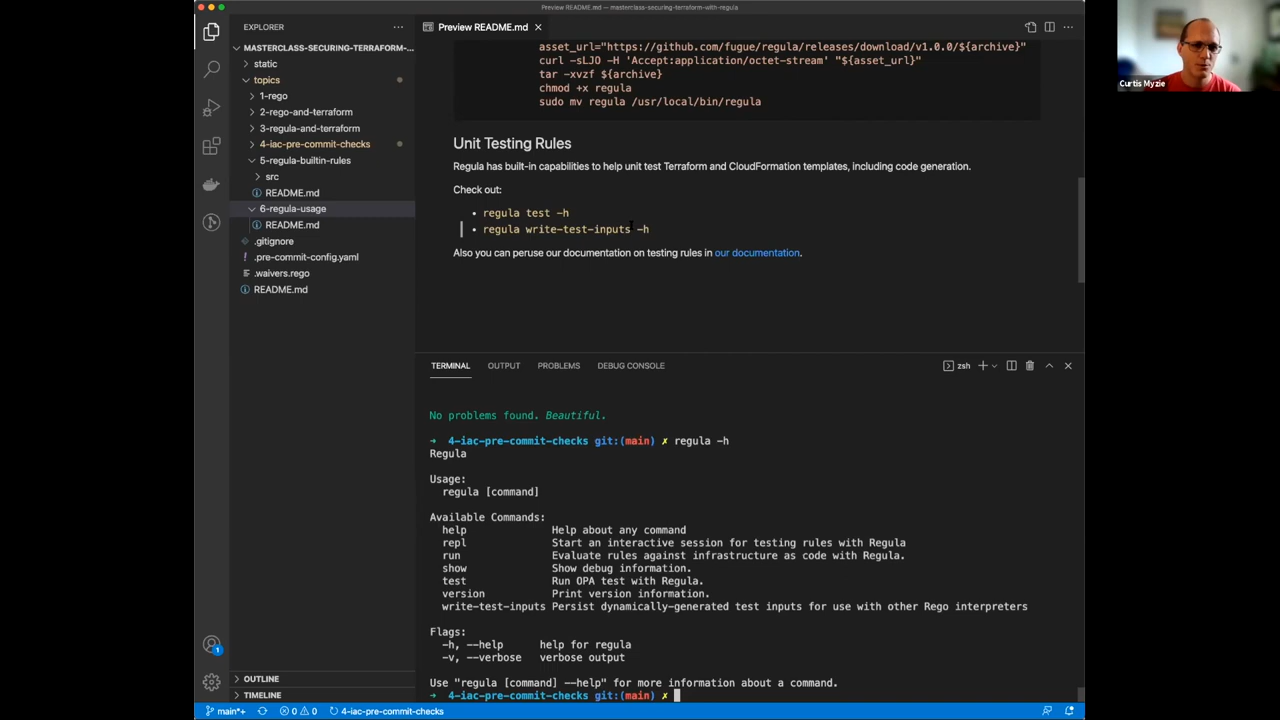 Preview README.md — masterclass-securing-terraform-with-regula
EXPLORER
Preview README.md
MASTERCLASS-SECURING-TERRAFORM-...
static
topics
1-rego
2-rego-and-terraform
3-regula-and-terraform
4-iac-pre-commit-checks
5-regula-builtin-rules
src
README.md
6-regula-usage
README.md
.gitignore
.pre-commit-config.yaml
.waivers.rego
README.md
OUTLINE
TIMELINE
asset_url="https://github.com/fugue/regula/releases/download/v1.0.0/${archive}"
curl -sLJO -H 'Accept:application/octet-stream' "${asset_url}"
tar -xvzf ${archive}
chmod +x regula
sudo mv regula /usr/local/bin/regula
Unit Testing Rules
Regula has built-in capabilities to help unit test Terraform and CloudFormation templates, including code generation.
Check out:
• regula test -h
• regula write-test-inputs -h
Also you can peruse our documentation on testing rules in our documentation.
TERMINAL OUTPUT PROBLEMS DEBUG CONSOLE
zsh
No problems found. Beautiful.
➜ 4-iac-pre-commit-checks git:(main) ✗ regula -h
Regula
Usage:
regula [command]
Available Commands:
help Help about any command
repl Start an interactive session for testing rules with Regula
run Evaluate rules against infrastructure as code with Regula.
show Show debug information.
test Run OPA test with Regula.
version Print version information.
write-test-inputs Persist dynamically-generated test inputs for use with other Rego interpreters
Flags:
-h, --help help for regula
-v, --verbose verbose output
Use "regula [command] --help" for more information about a command.
➜ 4-iac-pre-commit-checks git:(main) ✗
1
main*+ 0 0 4-iac-pre-commit-checks
Curtis Myzie